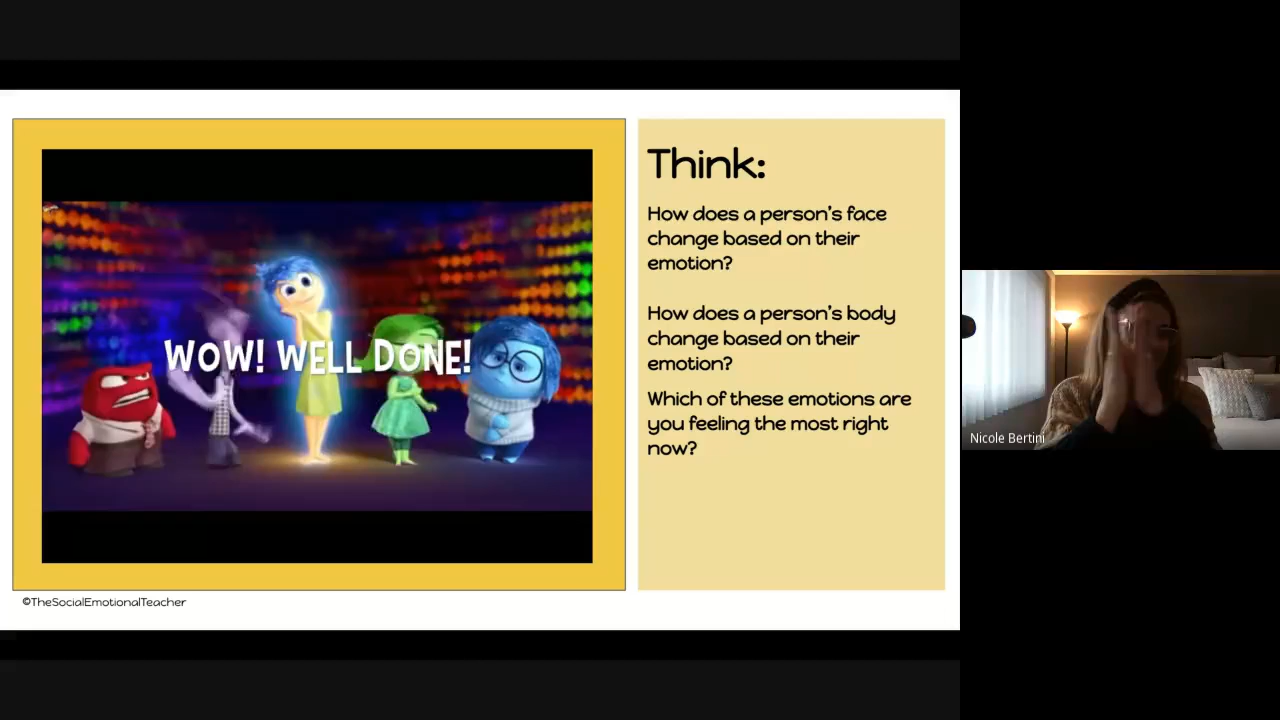 WOW! WELL DONE!
Think:
How does a person's face
change based on their
emotion?
How does a person's body
change based on their
emotion?
Which of these emotions are
you feeling the most right
now?
©TheSocialEmotionalTeacher
Nicole Bertini